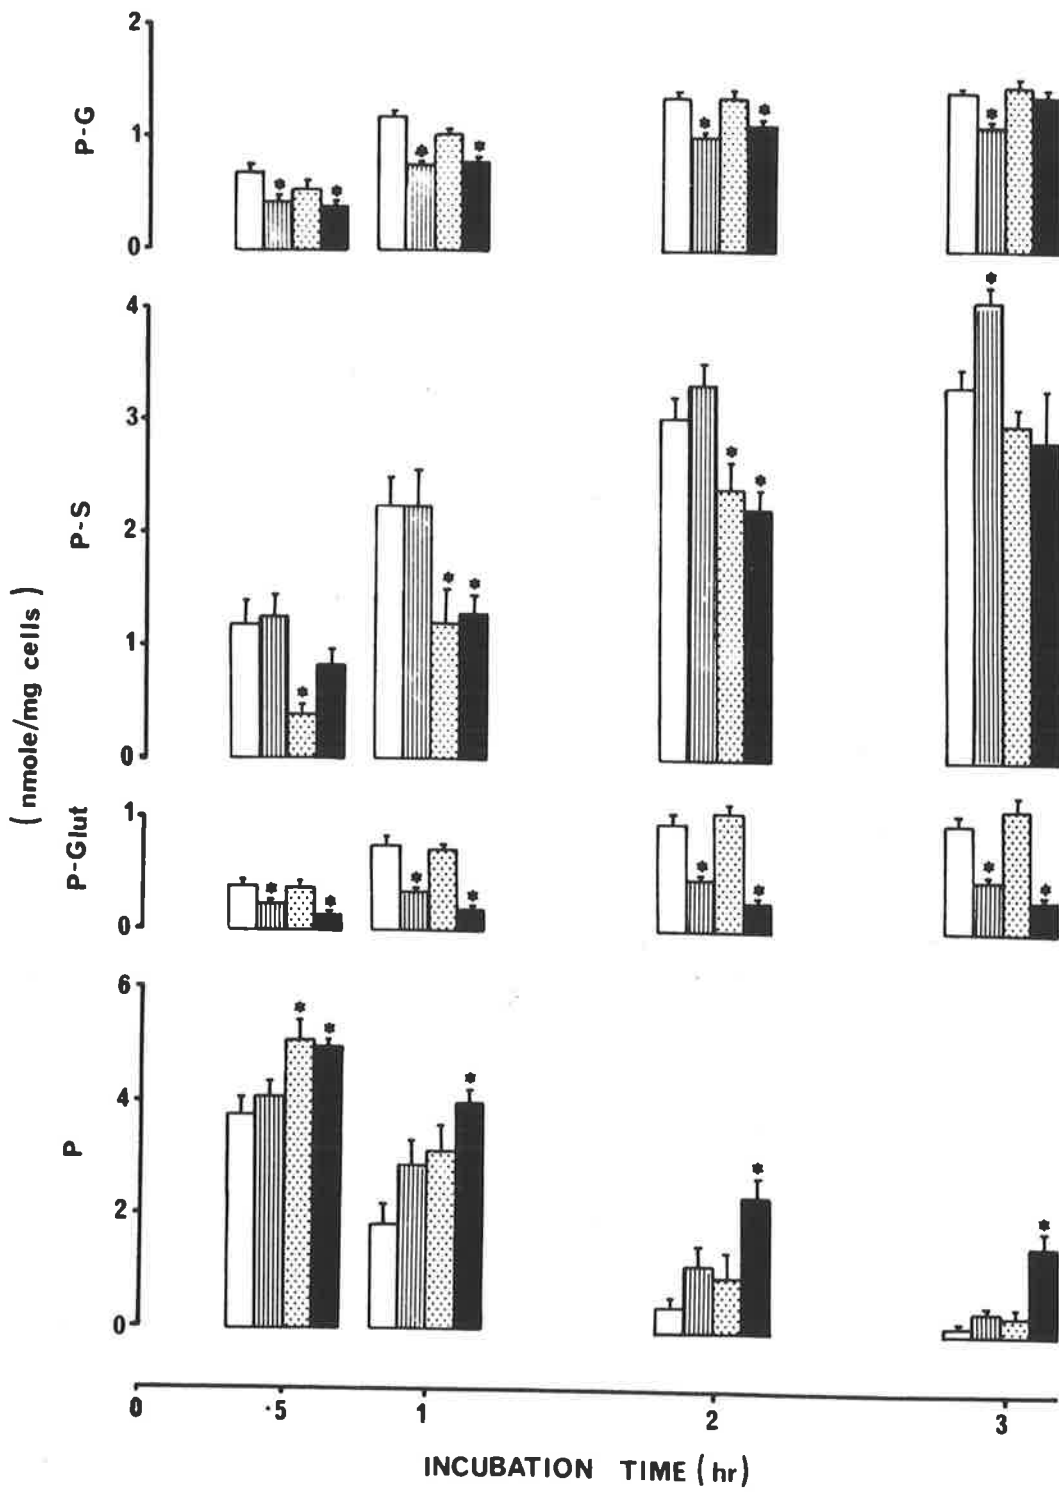 2
P-G
1
0
4
3
P-S
2
1
0
(nmole/mg cells)
1
P-Glut
0
6
4
P
2
0
0 .5 1 2 3
INCUBATION TIME (hr)
* * * * * * *
* * * * * *
* * * * * * * *
* * * * *